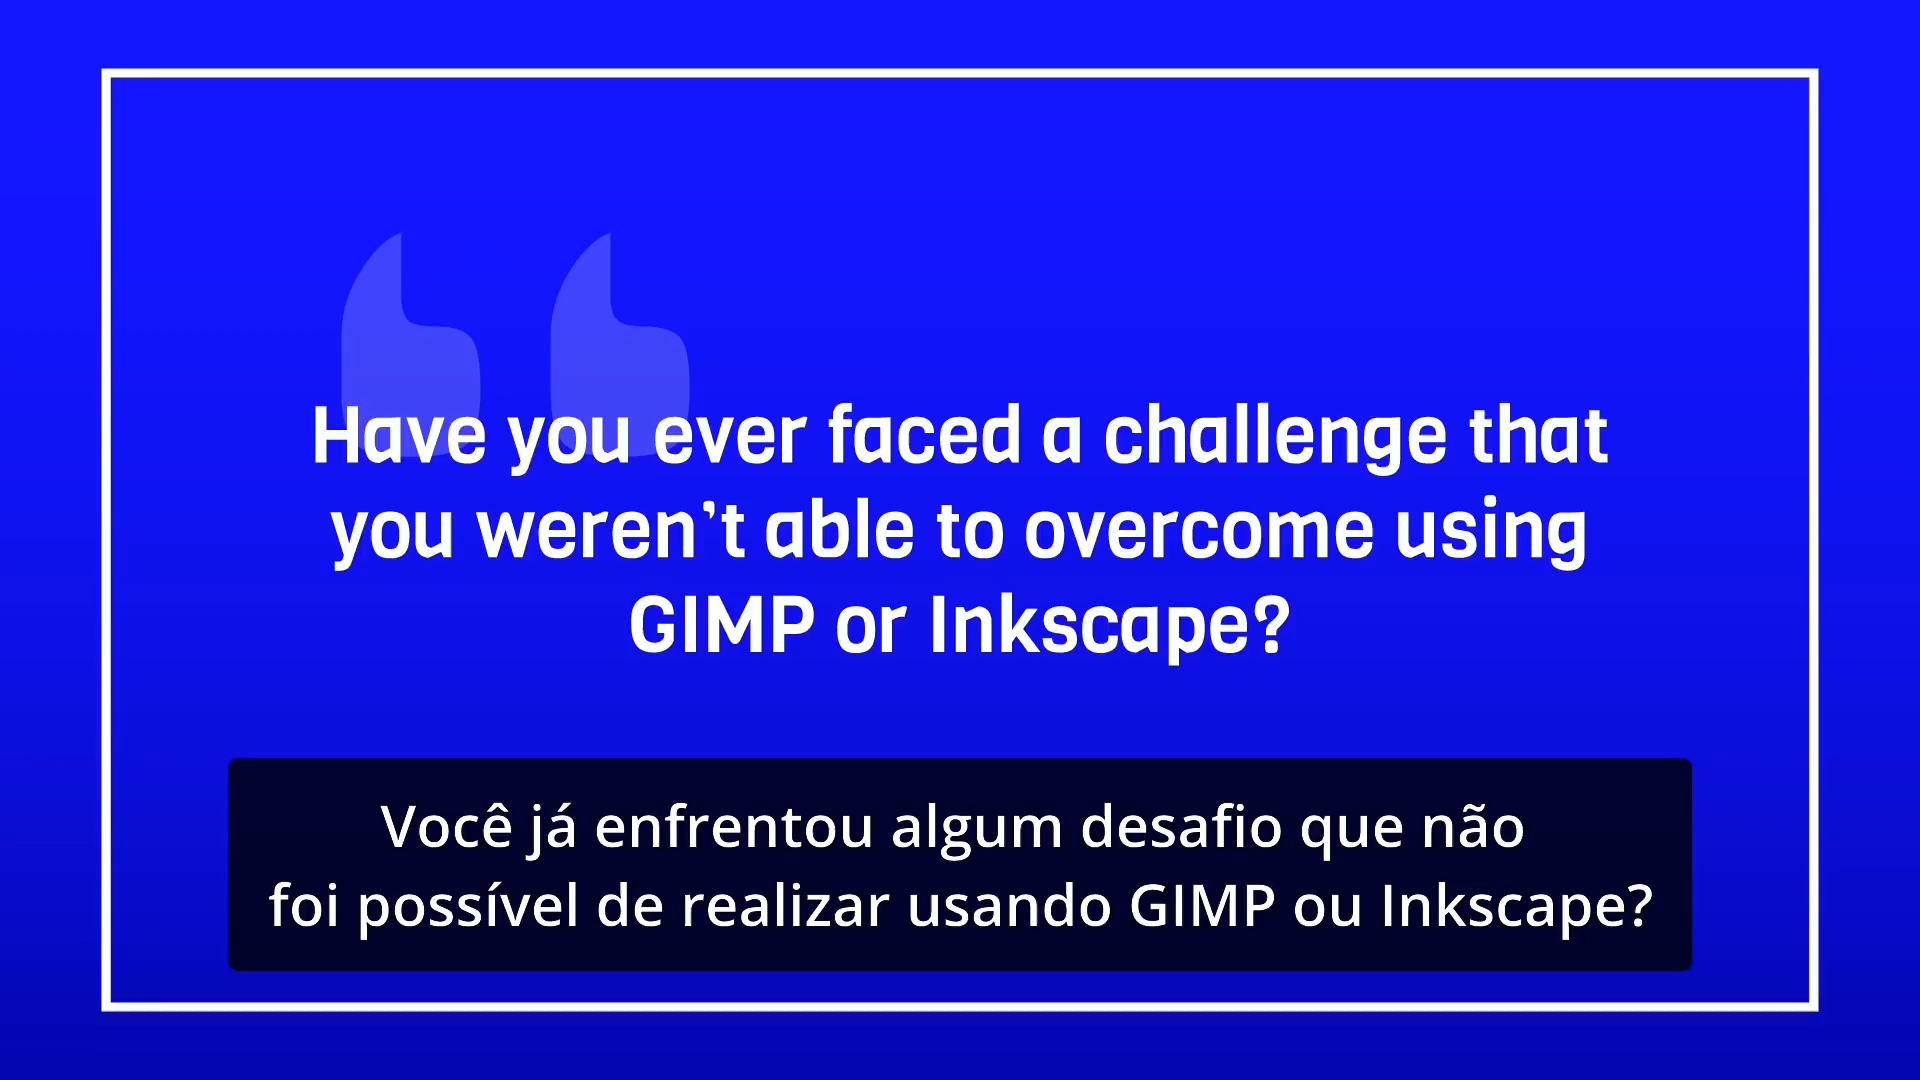 Have you ever faced a challenge that
you weren’t able to overcome using
GIMP or Inkscape?
Você já enfrentou algum desafio que não
foi possível de realizar usando GIMP ou Inkscape?